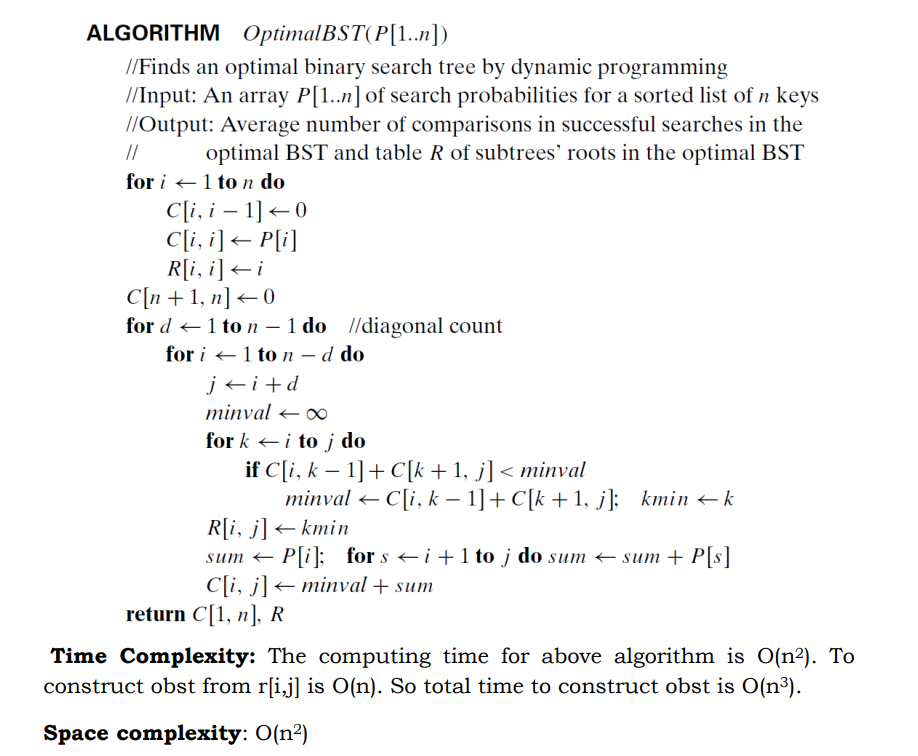 ALGORITHM OptimalBST(P[1..n])
//Finds an optimal binary search tree by dynamic programming
//Input: An array P[1..n] of search probabilities for a sorted list of n keys
//Output: Average number of comparisons in successful searches in the
// optimal BST and table R of subtrees’ roots in the optimal BST
for i ← 1 to n do
C[i, i − 1] ← 0
C[i, i] ← P[i]
R[i, i] ← i
C[n + 1, n] ← 0
for d ← 1 to n − 1 do //diagonal count
for i ← 1 to n − d do
j ← i + d
minval ← ∞
for k ← i to j do
if C[i, k − 1] + C[k + 1, j] < minval
minval ← C[i, k − 1] + C[k + 1, j]; kmin ← k
R[i, j] ← kmin
sum ← P[i]; for s ← i + 1 to j do sum ← sum + P[s]
C[i, j] ← minval + sum
return C[1, n], R
Time Complexity: The computing time for above algorithm is O(n²). To
construct obst from r[i,j] is O(n). So total time to construct obst is O(n³).
Space complexity: O(n²)